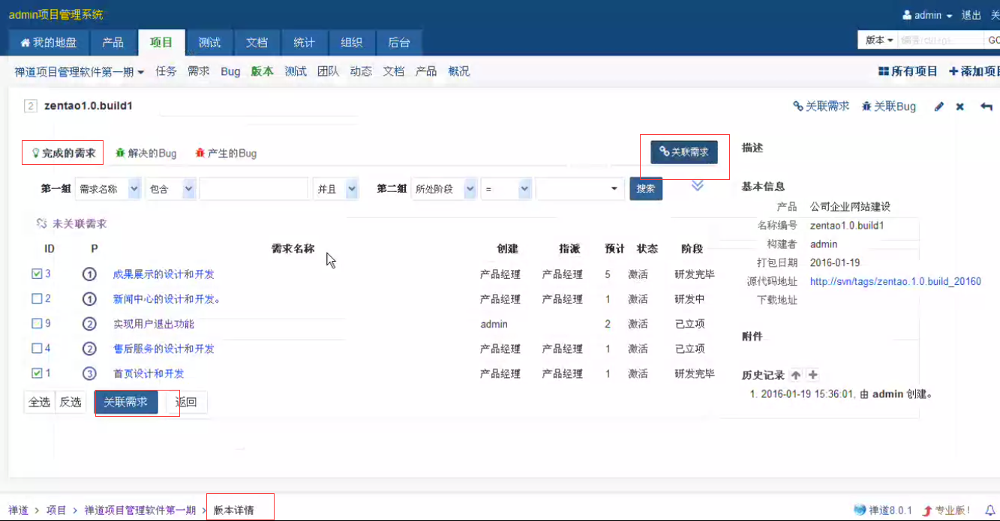 admin项目管理系统
admin 退出 关
我的地盘 产品 项目 测试 文档 统计 组织 后台
版本 GO
禅道项目管理软件第一期 任务 需求 Bug 版本 测试 团队 动态 文档 产品 概况
所有项目 添加项目
2 zentao1.0.build1
关联需求 关联Bug
完成的需求 解决的Bug 产生的Bug
关联需求
第一组 需求名称 包含 并且 第二组 所处阶段 = 搜索
未关联需求
ID P 需求名称 创建 指派 预计 状态 阶段
3 1 成果展示的设计和开发 产品经理 产品经理 5 激活 研发完毕
2 1 新闻中心的设计和开发。 产品经理 产品经理 1 激活 研发中
9 2 实现用户退出功能 admin 2 激活 已立项
4 2 售后服务的设计和开发 产品经理 产品经理 1 激活 已立项
1 3 首页设计和开发 产品经理 产品经理 1 激活 研发完毕
全选 反选 关联需求 返回
描述
基本信息
产品 公司企业网站建设
名称编号 zentao1.0.build1
构建者 admin
打包日期 2016-01-19
源代码地址 http://svn/tags/zentao.1.0.build_20160
下载地址
附件
历史记录
1. 2016-01-19 15:36:01, 由 admin 创建。
禅道 > 项目 > 禅道项目管理软件第一期 > 版本详情
禅道8.0.1 专业版!